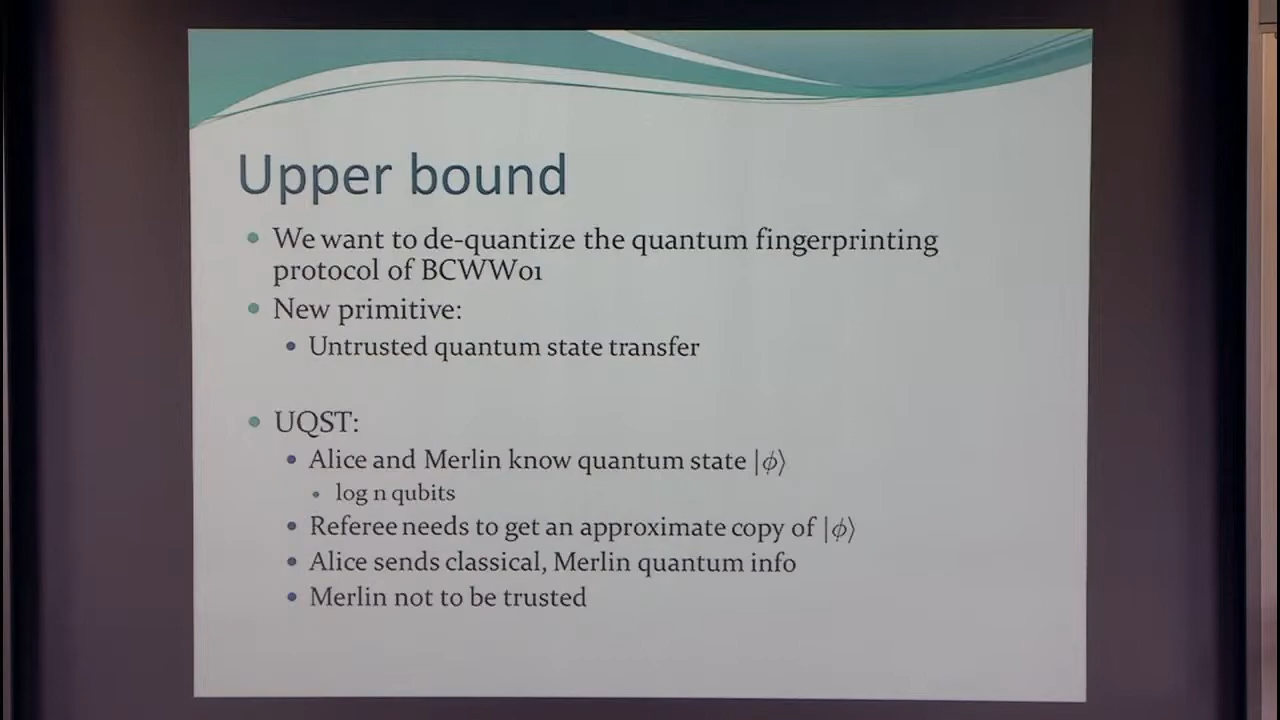 Upper bound
• We want to de-quantize the quantum fingerprinting
protocol of BCWW01
• New primitive:
• Untrusted quantum state transfer
• UQST:
• Alice and Merlin know quantum state |ϕ⟩
• log n qubits
• Referee needs to get an approximate copy of |ϕ⟩
• Alice sends classical, Merlin quantum info
• Merlin not to be trusted